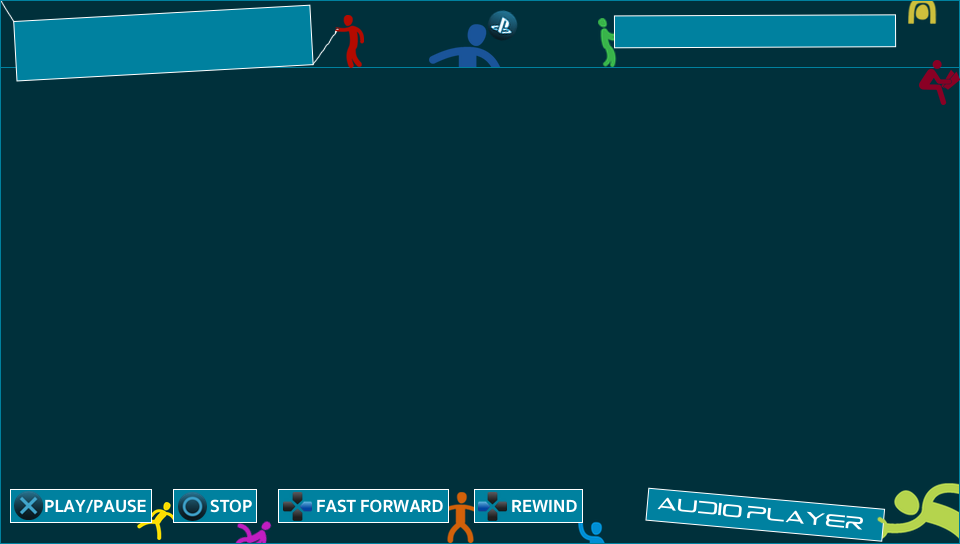 PLAY/PAUSE
STOP
FAST FORWARD
REWIND
AUDIO PLAYER